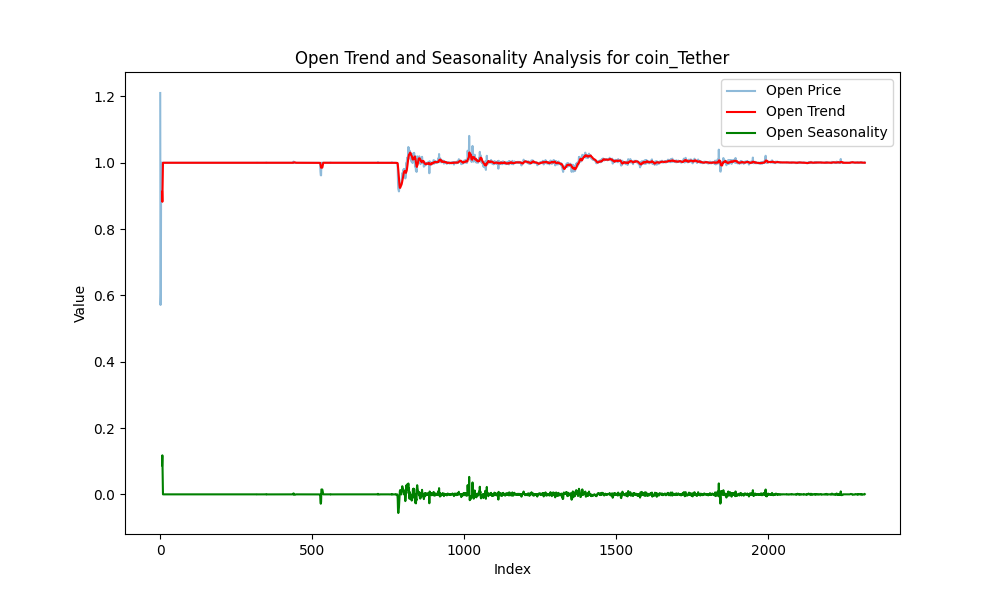 Open Trend and Seasonality Analysis for coin_Tether
Open Price
Open Trend
Open Seasonality
Value
1.2
1.0
0.8
0.6
0.4
0.2
0.0
0
500
1000
1500
2000
Index